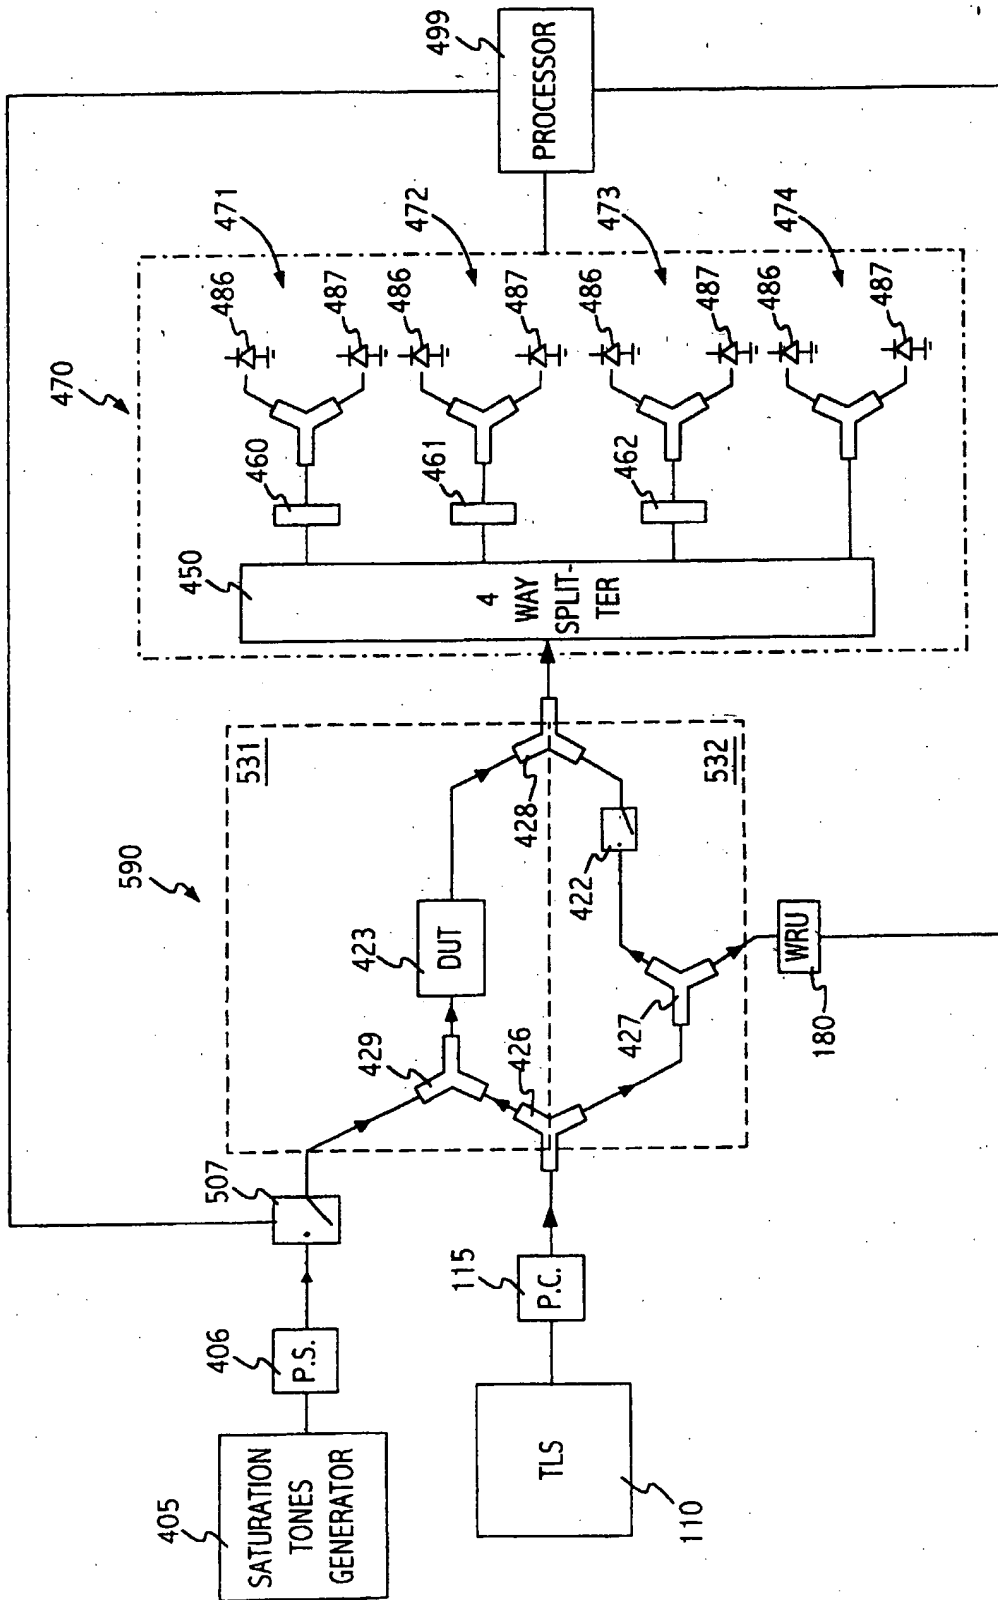 405
SATURATION
TONES
GENERATOR
406
P.S.
507
110
TLS
115
P.C.
590
531
532
429
426
423
DUT
427
422
428
180
WRU
470
450
4
WAY
SPLIT-
TER
460
461
462
471
486
487
472
486
487
473
486
487
474
486
487
499
PROCESSOR